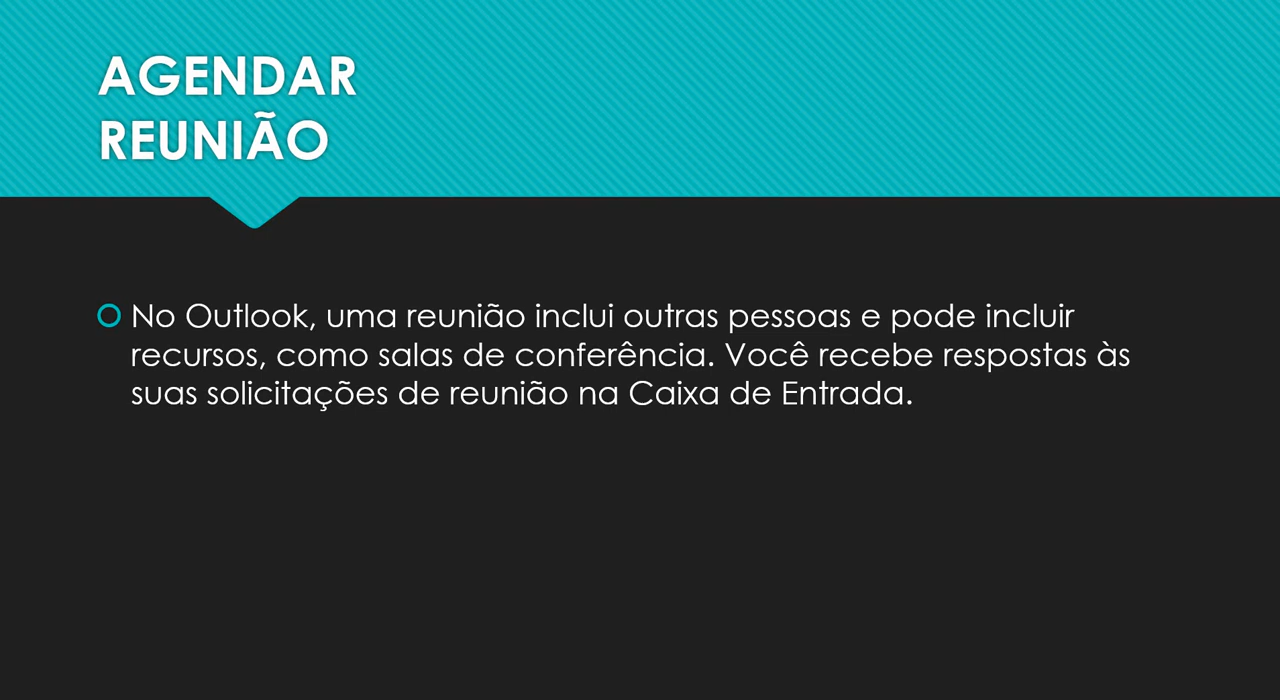 AGENDAR
REUNIÃO
No Outlook, uma reunião inclui outras pessoas e pode incluir
recursos, como salas de conferência. Você recebe respostas às
suas solicitações de reunião na Caixa de Entrada.